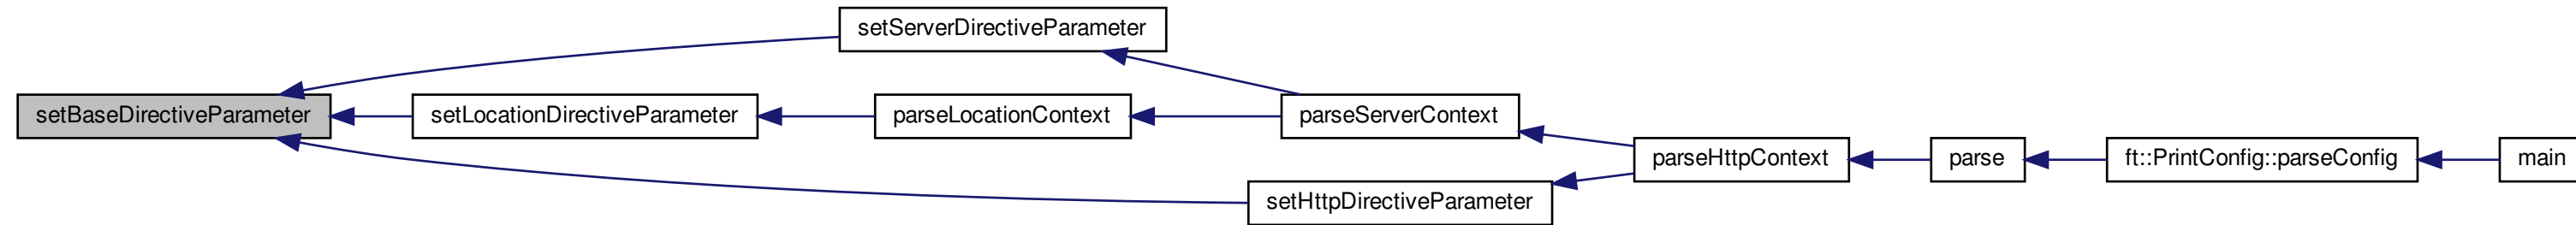 setServerDirectiveParameter
setBaseDirectiveParameter
setLocationDirectiveParameter
parseLocationContext
parseServerContext
parseHttpContext
parse
ft::PrintConfig::parseConfig
main
setHttpDirectiveParameter